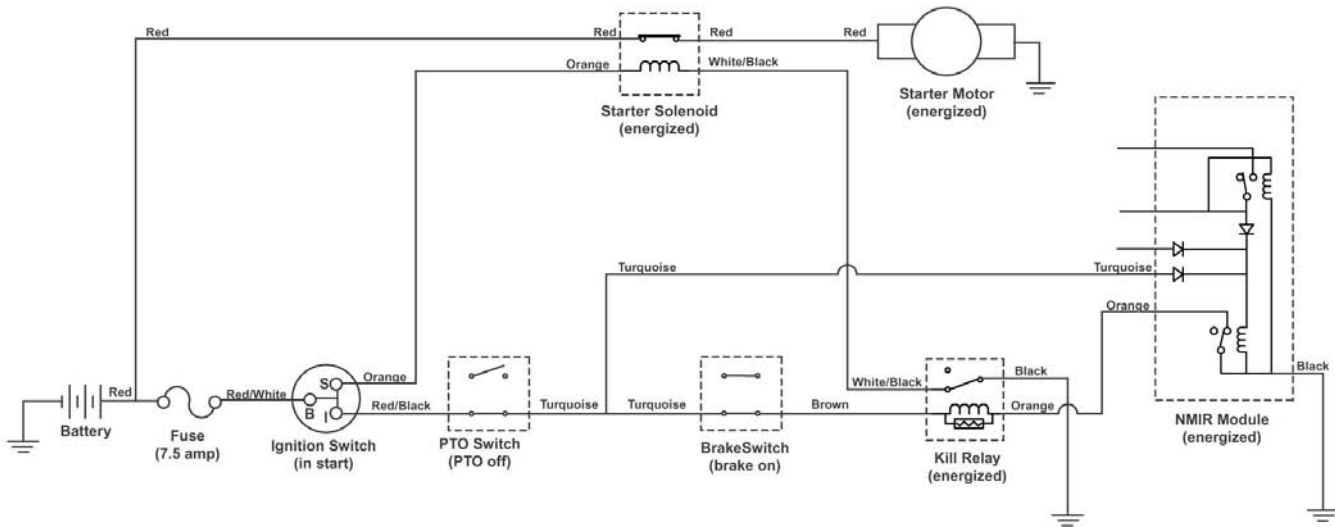 Red
Red
Red
Red
Orange
White/Black
Starter Solenoid
(energized)
Starter Motor
(energized)
Turquoise
Turquoise
Orange
Red
Red/White
S
B
I
Orange
Red/Black
Turquoise
Turquoise
Brown
White/Black
Black
Orange
Black
Battery
Fuse
(7.5 amp)
Ignition Switch
(in start)
PTO Switch
(PTO off)
BrakeSwitch
(brake on)
Kill Relay
(energized)
NMIR Module
(energized)